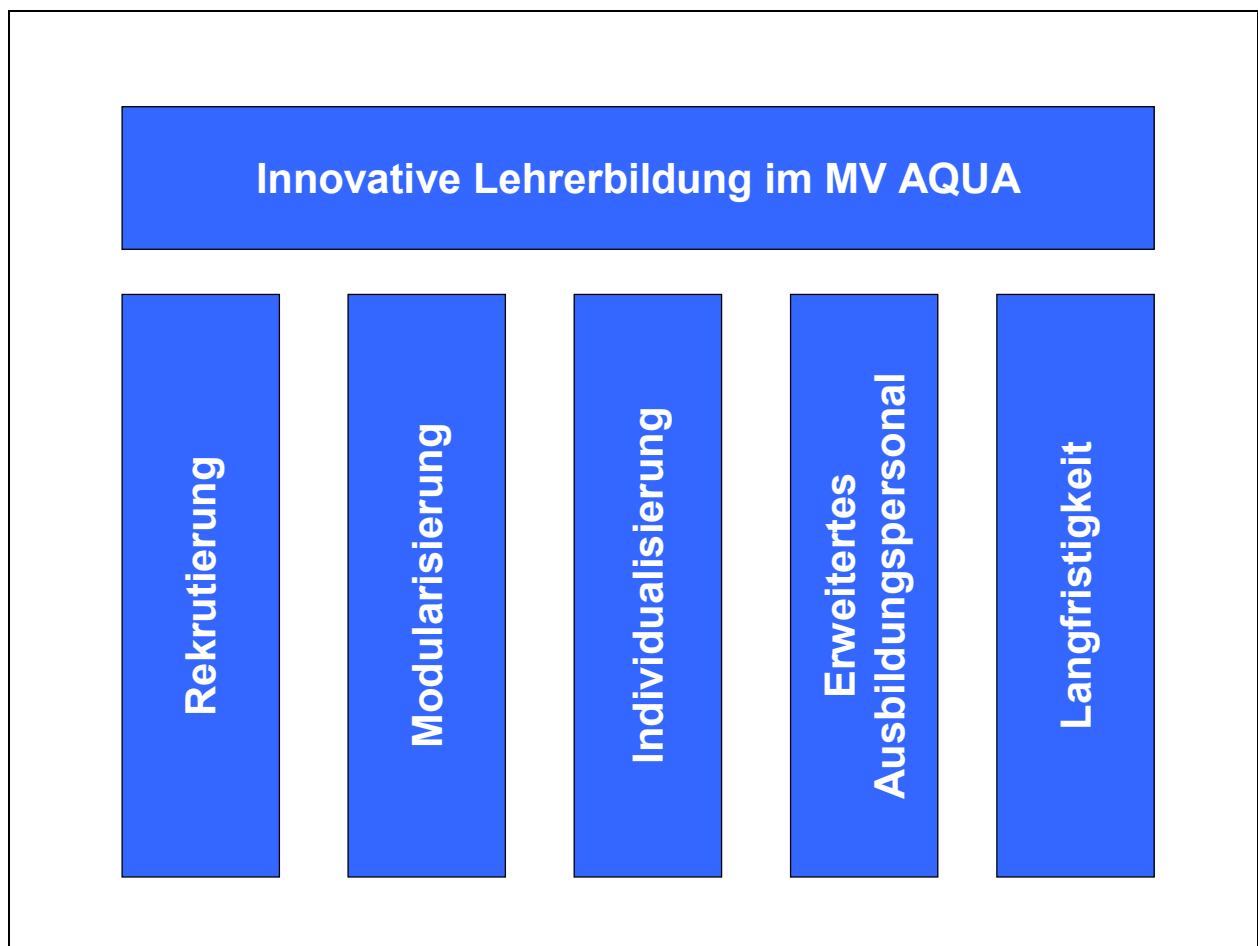 Innovative Lehrerbildung im MV AQUA
Rekrutierung
Modularisierung
Individualisierung
Erweitertes
Ausbildungspersonal
Langfristigkeit